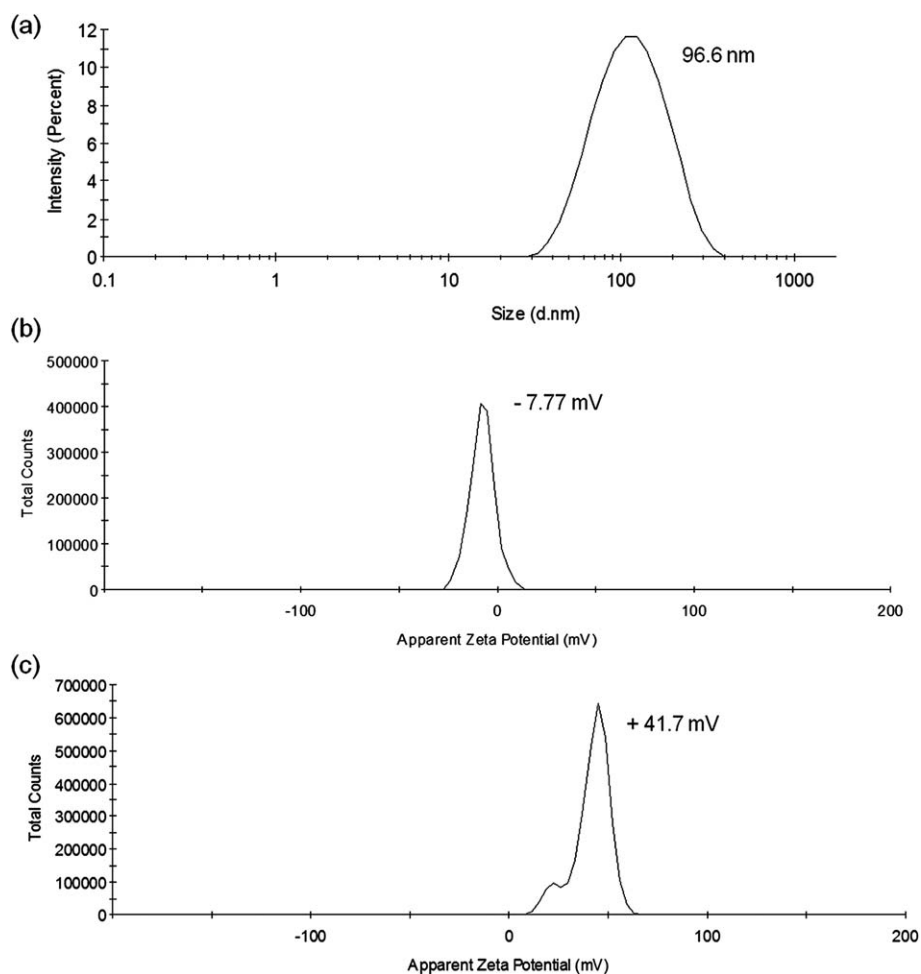 (a)
12
10
8
6
4
2
0
Intensity (Percent)
96.6 nm
0.1
1
10
100
1000
Size (d.nm)
(b)
500000
400000
300000
200000
100000
0
Total Counts
- 7.77 mV
-100
0
100
200
Apparent Zeta Potential (mV)
(c)
700000
600000
500000
400000
300000
200000
100000
0
Total Counts
+ 41.7 mV
-100
0
100
200
Apparent Zeta Potential (mV)